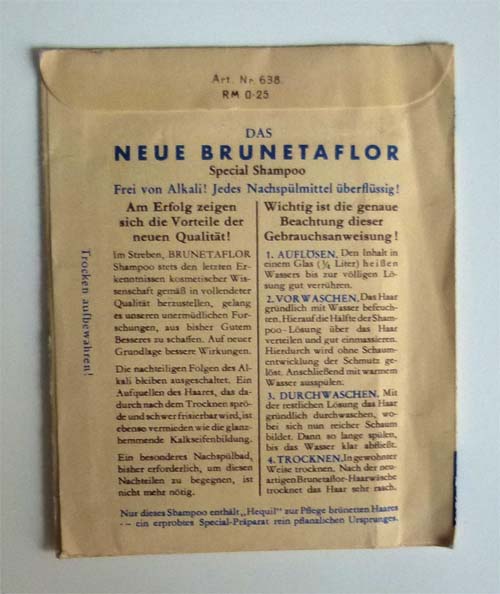 Art. Nr. 638.
RM 0-25
DAS
NEUE BRUNETAFLOR
Special Shampoo
Frei von Alkali! Jedes Nachspülmittel überflüssig!
Am Erfolg zeigen
sich die Vorteile der
neuen Qualität!
Im Streben, BRUNETAFLOR
Shampoo stets den letzten Er-
kenntnissen kosmetischer Wis-
senschaft gemäß in vollendeter
Qualität herzustellen, gelang
es unseren unermüdlichen For-
schungen, aus bisher Gutem
Besseres zu schaffen. Auf neuer
Grundlage bessere Wirkungen.
Die nachteiligen Folgen des Al-
kali bleiben ausgeschaltet. Ein
Aufquellen des Haares, das da-
durch nach dem Trocknen sprö-
de und schwer frisierbar wird, ist
ebenso vermieden wie die glanz-
hemmende Kalkseifenbildung.
Ein besonderes Nachspülbad,
bisher erforderlich, um diesen
Nachteilen zu begegnen, ist
nicht mehr nötig.
Wichtig ist die genaue
Beachtung dieser
Gebrauchsanweisung!
1. AUFLÖSEN. Den Inhalt in
einem Glas (¼ Liter) heißen
Wassers bis zur völligen Lö-
sung gut verrühren.
2. VORWASCHEN. Das Haar
gründlich mit Wasser befeuch-
ten. Hierauf die Hälfte der Sham-
poo-Lösung über das Haar
verteilen und gut einmassieren.
Hierdurch wird ohne Schaum-
entwicklung der Schmutz ge-
löst. Anschließend mit warmem
Wasser ausspülen.
3. DURCHWASCHEN. Mit
der restlichen Lösung das Haar
gründlich durchwaschen, wo-
bei sich nun reicher Schaum
bildet. Dann so lange spülen,
bis das Wasser klar abfließt.
4. TROCKNEN. In gewohnter
Weise trocknen. Nach der neu-
artigen Brunetaflor-Haarwäsche
trocknet das Haar sehr rasch.
Nur dieses Shampoo enthält „Hequil" zur Pflege brünetten Haares
-- ein erprobtes Special-Präparat rein pflanzlichen Ursprunges.
Trocken aufbewahren!